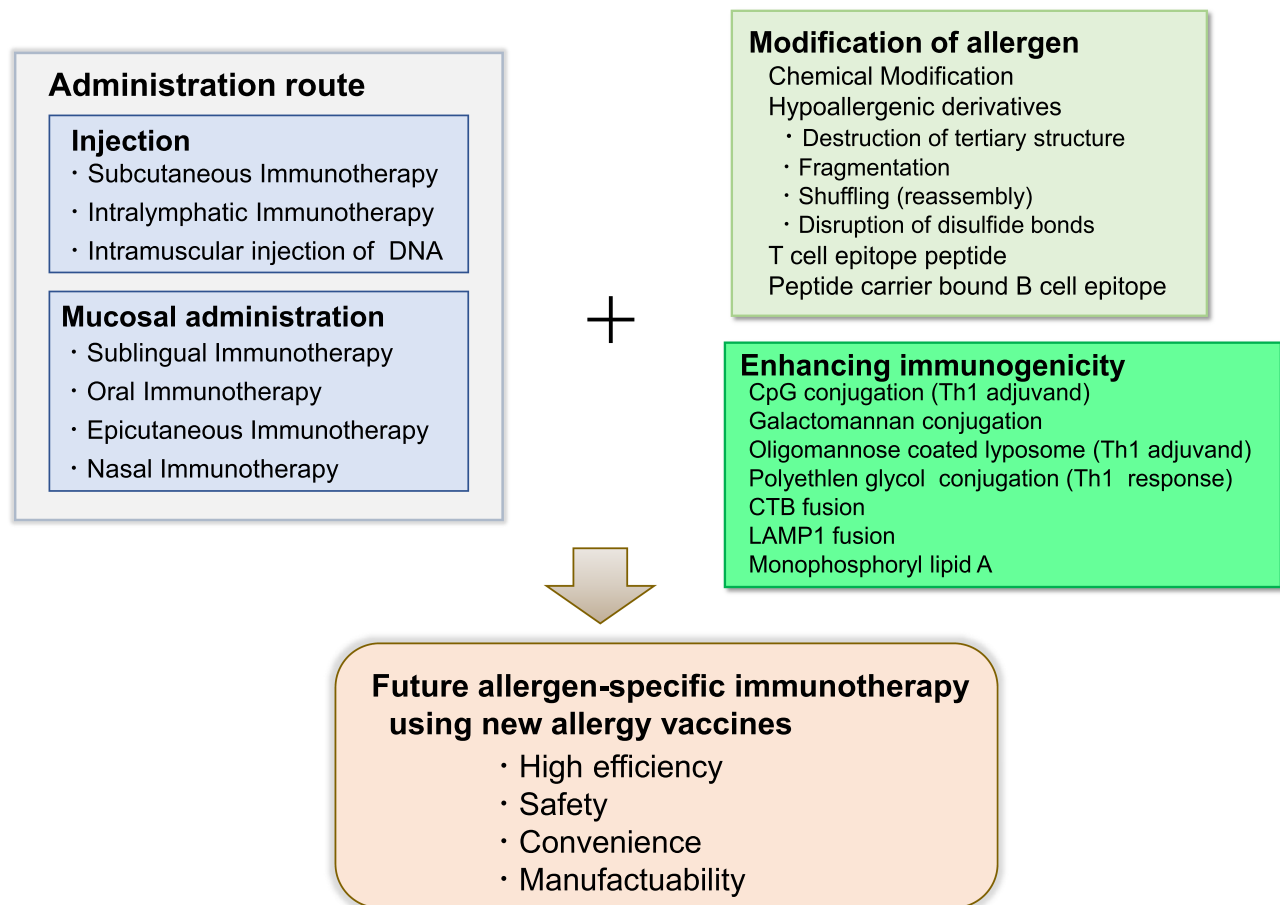 Administration route
Injection
・Subcutaneous Immunotherapy
・Intralymphatic Immunotherapy
・Intramuscular injection of DNA
Mucosal administration
・Sublingual Immunotherapy
・Oral Immunotherapy
・Epicutaneous Immunotherapy
・Nasal Immunotherapy
+
Modification of allergen
Chemical Modification
Hypoallergenic derivatives
・Destruction of tertiary structure
・Fragmentation
・Shuffling (reassembly)
・Disruption of disulfide bonds
T cell epitope peptide
Peptide carrier bound B cell epitope
Enhancing immunogenicity
CpG conjugation (Th1 adjuvand)
Galactomannan conjugation
Oligomannose coated lyposome (Th1 adjuvand)
Polyethlen glycol conjugation (Th1 response)
CTB fusion
LAMP1 fusion
Monophosphoryl lipid A
Future allergen-specific immunotherapy
using new allergy vaccines
・High efficiency
・Safety
・Convenience
・Manufactuability